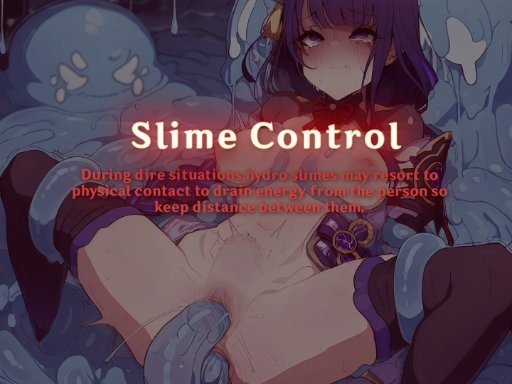 Slime Control
During dire situations,hydro slimes may resort to
physical contact to drain energy from the person so
keep distance between them.